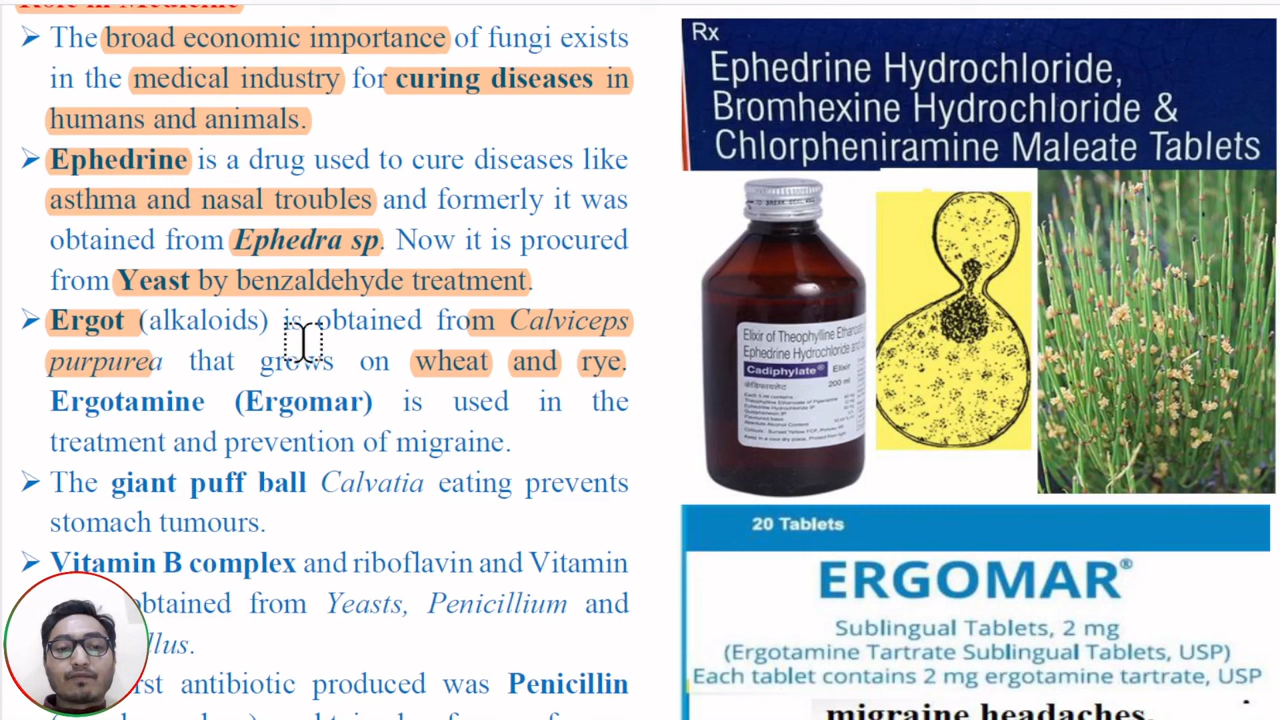 Role in Medicine
➢ The broad economic importance of fungi exists
in the medical industry for curing diseases in
humans and animals.
➢ Ephedrine is a drug used to cure diseases like
asthma and nasal troubles and formerly it was
obtained from Ephedra sp. Now it is procured
from Yeast by benzaldehyde treatment.
➢ Ergot (alkaloids) is obtained from Calviceps
purpurea that grows on wheat and rye.
Ergotamine (Ergomar) is used in the
treatment and prevention of migraine.
➢ The giant puff ball Calvatia eating prevents
stomach tumours.
➢ Vitamin B complex and riboflavin and Vitamin
obtained from Yeasts, Penicillium and
llus.
rst antibiotic produced was Penicillin
Rx
Ephedrine Hydrochloride,
Bromhexine Hydrochloride &
Chlorpheniramine Maleate Tablets
Elixir of Theophylline
Ephedrine Hydrochloride
Cadiphylate® Elixir
200 ml
20 Tablets
ERGOMAR®
Sublingual Tablets, 2 mg
(Ergotamine Tartrate Sublingual Tablets, USP)
Each tablet contains 2 mg ergotamine tartrate, USP
migraine headaches.